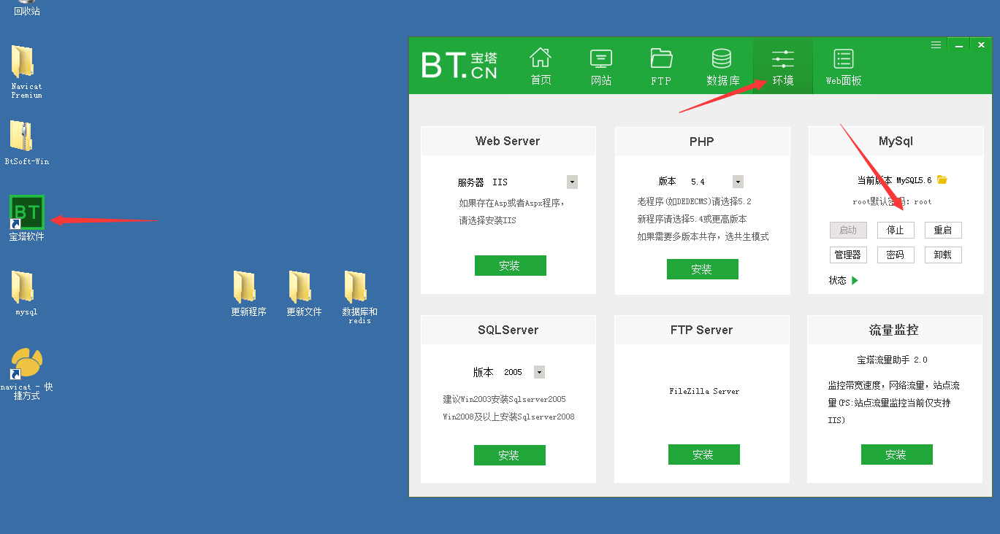 回收站
Navicat
Premium
BtSoft-Win
BT
宝塔软件
mysql
navicat - 快
捷方式
更新程序
更新文件
数据库和
redis
BT.宝塔
CN
首页
网站
FTP
数据库
环境
Web面板
Web Server
服务器 IIS
如果存在Asp或者Aspx程序,
请选择安装IIS
安装
PHP
版本 5.4
老程序(如DEDECMS)请选择5.2
新程序请选择5.4或更高版本
如果需要多版本共存, 选共生模式
安装
MySql
当前版本 MySQL5.6
root默认密码: root
启动 停止 重启
管理器 密码 卸载
状态
SQLServer
版本 2005
建议Win2003安装Sqlserver2005
Win2008及以上安装Sqlserver2008
安装
FTP Server
FileZilla Server
安装
流量监控
宝塔流量助手 2.0
监控带宽速度, 网络流量, 站点流
量(PS:站点流量监控当前仅支持
IIS)
安装